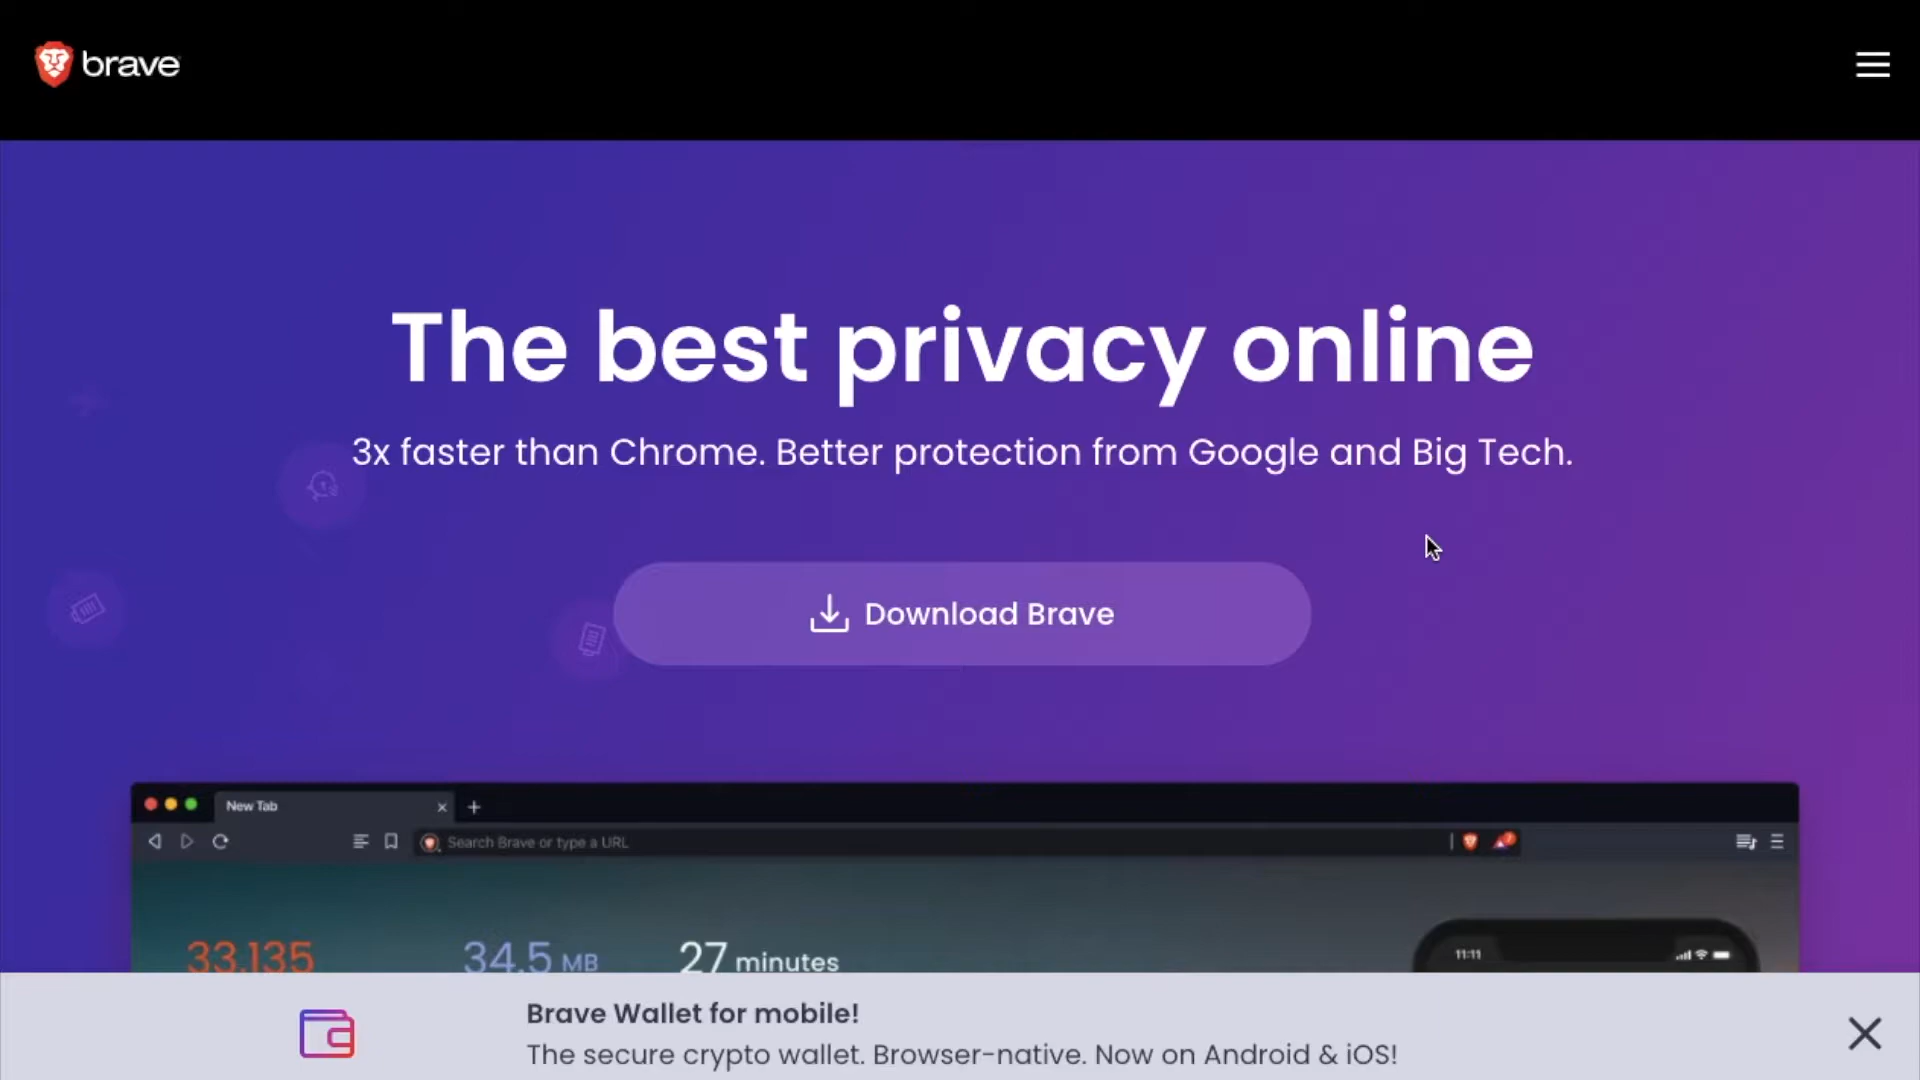 brave
The best privacy online
3x faster than Chrome. Better protection from Google and Big Tech.
Download Brave
New Tab
Search Brave or type a URL
33,135
34.5 MB
27 minutes
11:11
Brave Wallet for mobile!
The secure crypto wallet. Browser-native. Now on Android & iOS!